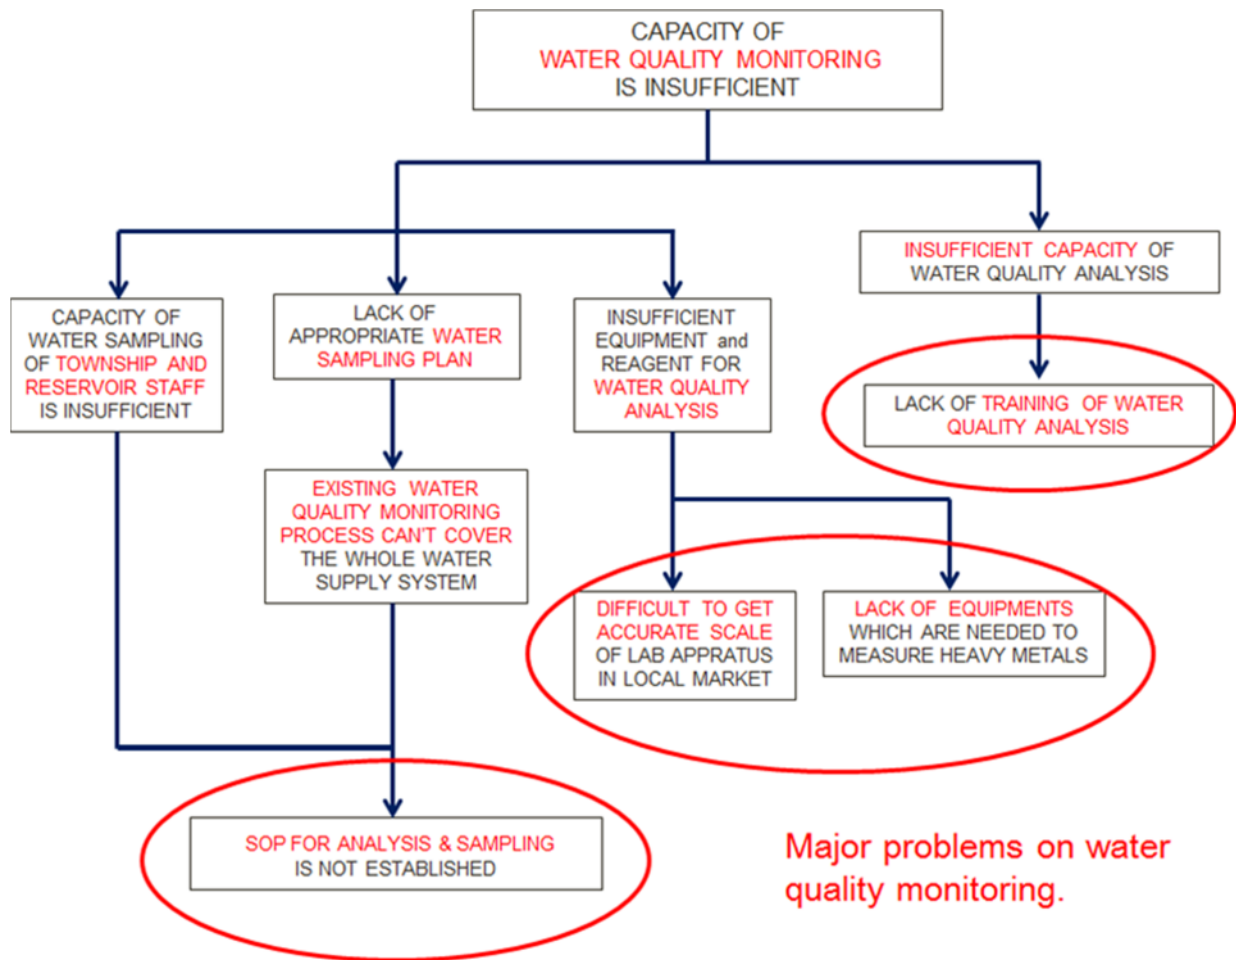 CAPACITY OF
WATER QUALITY MONITORING
IS INSUFFICIENT
INSUFFICIENT CAPACITY OF
WATER QUALITY ANALYSIS
CAPACITY OF
WATER SAMPLING
OF TOWNSHIP AND
RESERVOIR STAFF
IS INSUFFICIENT
LACK OF
APPROPRIATE WATER
SAMPLING PLAN
INSUFFICIENT
EQUIPMENT and
REAGENT FOR
WATER QUALITY
ANALYSIS
LACK OF TRAINING OF WATER
QUALITY ANALYSIS
EXISTING WATER
QUALITY MONITORING
PROCESS CAN'T COVER
THE WHOLE WATER
SUPPLY SYSTEM
DIFFICULT TO GET
ACCURATE SCALE
OF LAB APPRATUS
IN LOCAL MARKET
LACK OF EQUIPMENTS
WHICH ARE NEEDED TO
MEASURE HEAVY METALS
SOP FOR ANALYSIS & SAMPLING
IS NOT ESTABLISHED
Major problems on water
quality monitoring.